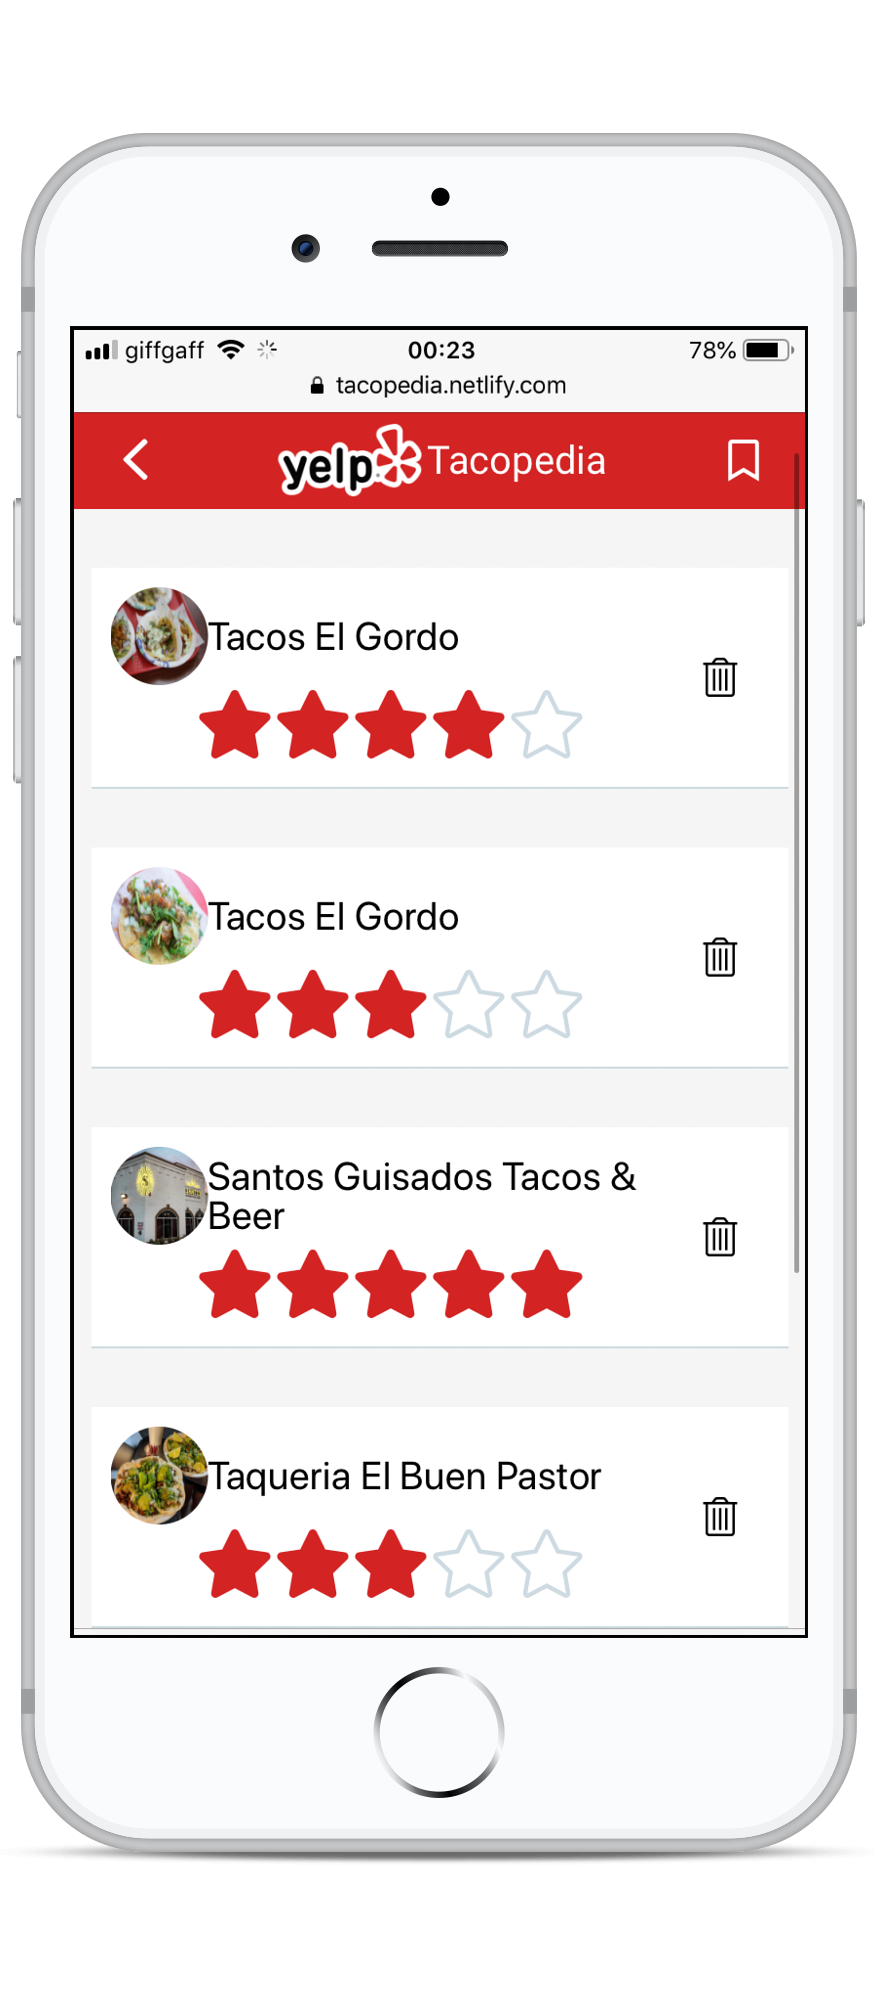 giffgaff 00:23 78%
tacopedia.netlify.com
yelp Tacopedia
Tacos El Gordo
Tacos El Gordo
Santos Guisados Tacos &
Beer
Taqueria El Buen Pastor